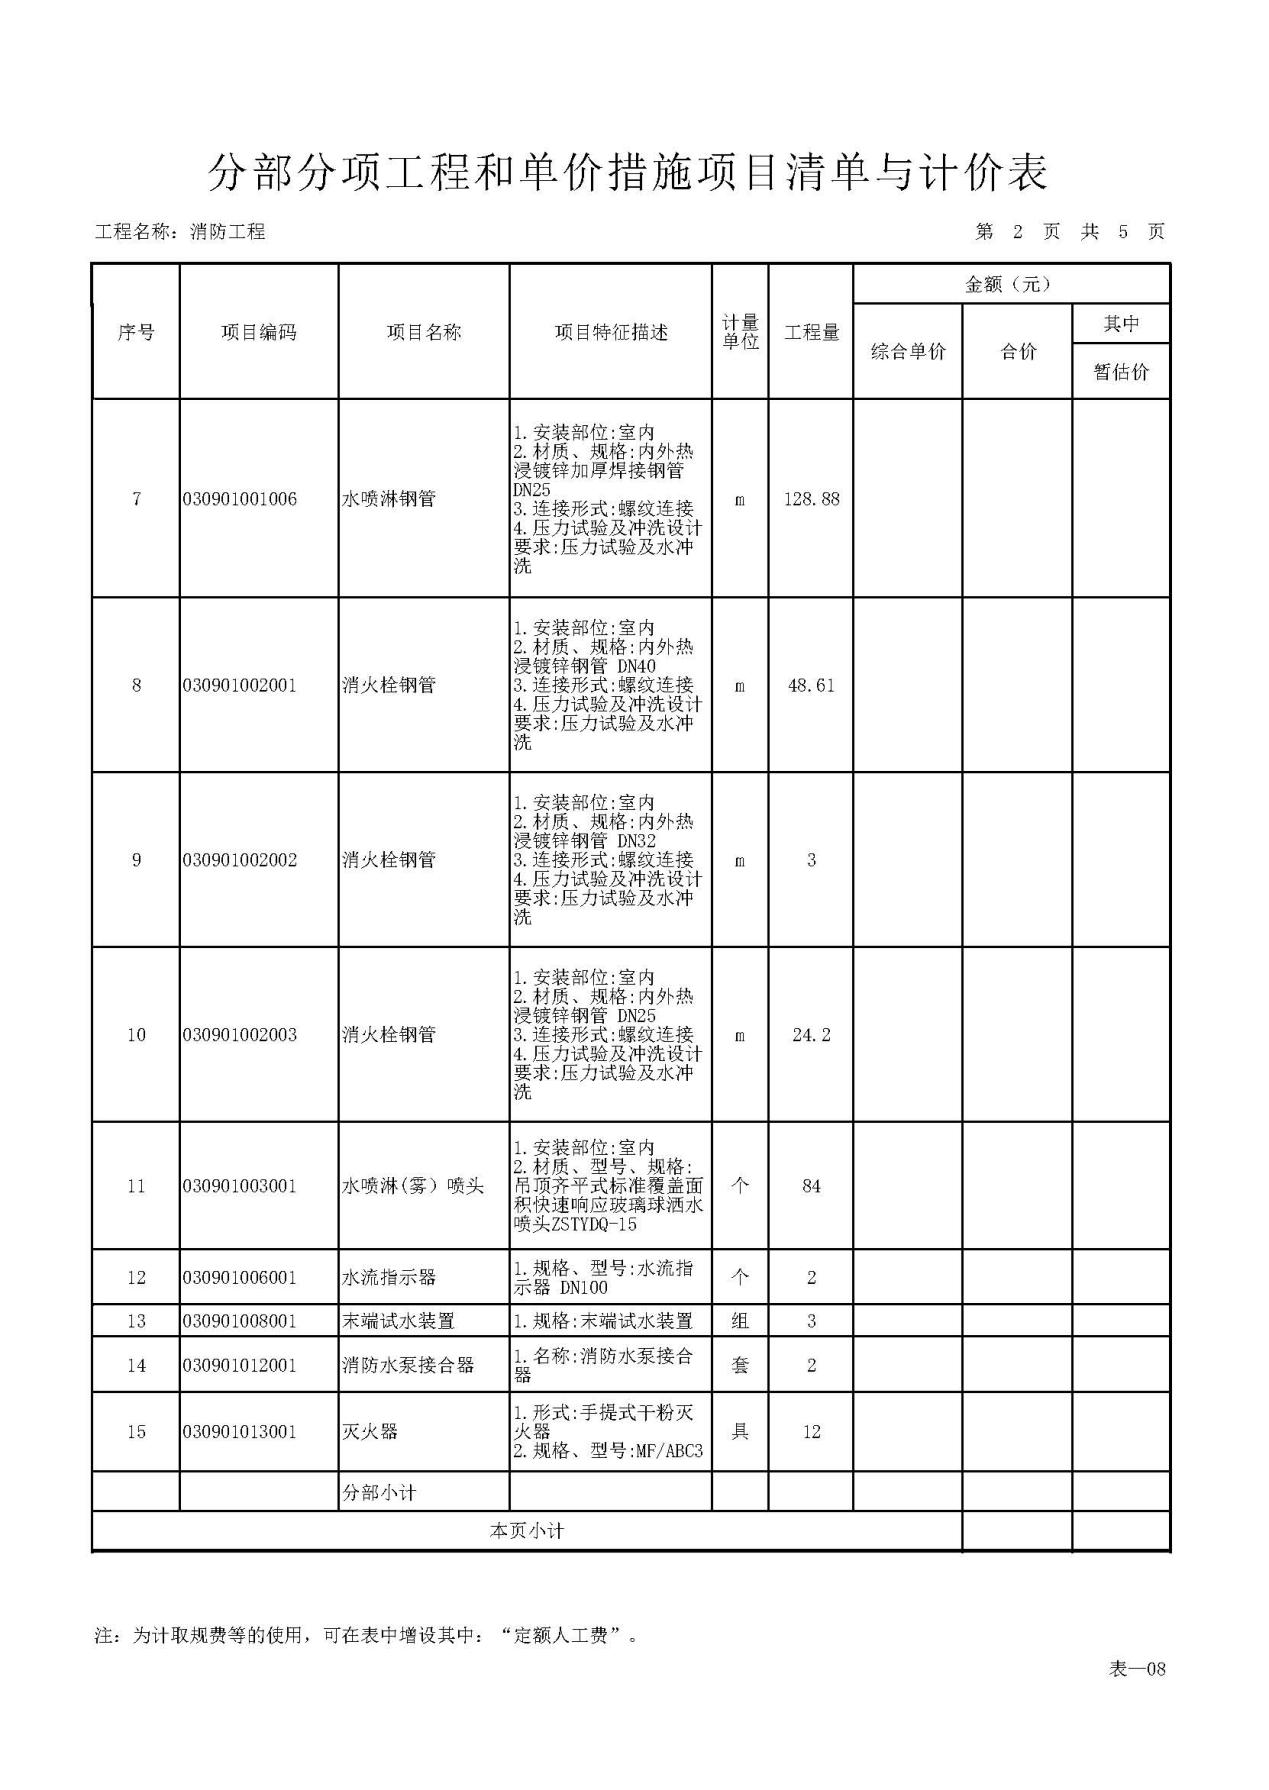 分部分项工程和单价措施项目清单与计价表
工程名称：消防工程
第 2 页 共 5 页
序号
项目编码
项目名称
项目特征描述
计量
单位
工程量
金额（元）
综合单价
合价
其中
暂估价
7
030901001006
水喷淋钢管
1.安装部位:室内
2.材质、规格:内外热
浸镀锌加厚焊接钢管
DN25
3.连接形式:螺纹连接
4.压力试验及冲洗设计
要求:压力试验及水冲
洗
m
128.88
8
030901002001
消火栓钢管
1.安装部位:室内
2.材质、规格:内外热
浸镀锌钢管 DN40
3.连接形式:螺纹连接
4.压力试验及冲洗设计
要求:压力试验及水冲
洗
m
48.61
9
030901002002
消火栓钢管
1.安装部位:室内
2.材质、规格:内外热
浸镀锌钢管 DN32
3.连接形式:螺纹连接
4.压力试验及冲洗设计
要求:压力试验及水冲
洗
m
3
10
030901002003
消火栓钢管
1.安装部位:室内
2.材质、规格:内外热
浸镀锌钢管 DN25
3.连接形式:螺纹连接
4.压力试验及冲洗设计
要求:压力试验及水冲
洗
m
24.2
11
030901003001
水喷淋(雾）喷头
1.安装部位:室内
2.材质、型号、规格:
吊顶齐平式标准覆盖面
积快速响应玻璃球洒水
喷头ZSTYDQ-15
个
84
12
030901006001
水流指示器
1.规格、型号:水流指
示器 DN100
个
2
13
030901008001
末端试水装置
1.规格:末端试水装置
组
3
14
030901012001
消防水泵接合器
1.名称:消防水泵接合
器
套
2
15
030901013001
灭火器
1.形式:手提式干粉灭
火器
2.规格、型号:MF/ABC3
具
12
分部小计
本页小计
注：为计取规费等的使用，可在表中增设其中：“定额人工费”。
表—08